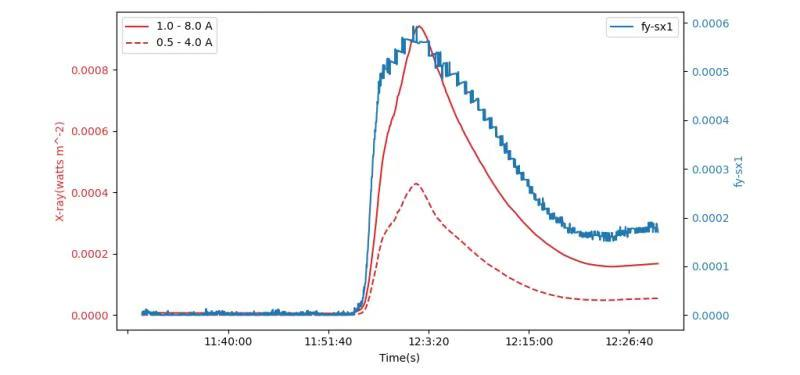 1.0 - 8.0 A
0.5 - 4.0 A
fy-sx1
0.0008
0.0006
0.0004
0.0002
0.0000
X-ray(watts m^-2)
0.0006
0.0005
0.0004
0.0003
0.0002
0.0001
0.0000
fy-sx1
11:40:00
11:51:40
12:3:20
12:15:00
12:26:40
Time(s)